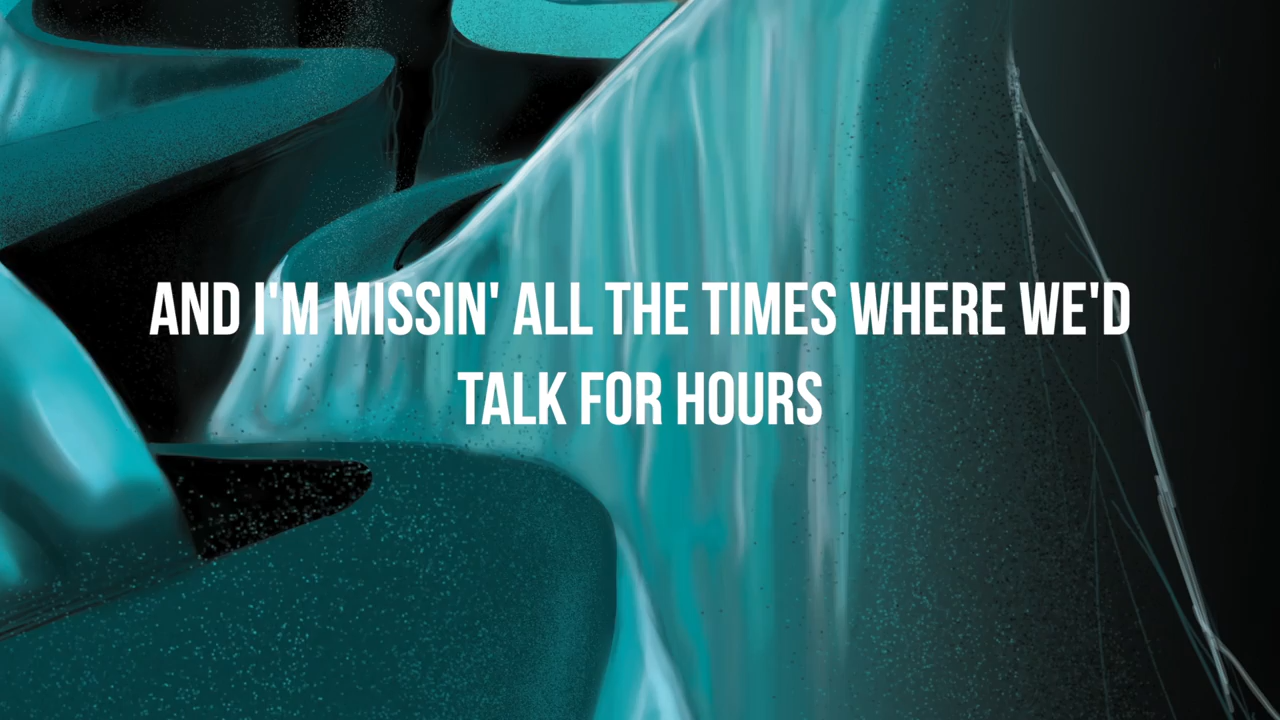 AND I'M MISSIN' ALL THE TIMES WHERE WE'D
TALK FOR HOURS